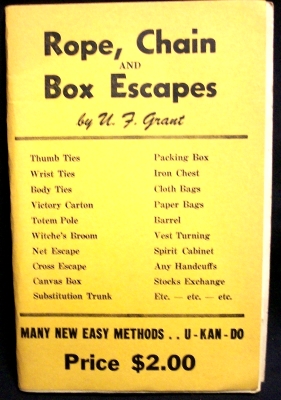 Rope, Chain
AND
Box Escapes
by U. F. Grant
Thumb Ties
Wrist Ties
Body Ties
Victory Carton
Totem Pole
Witche's Broom
Net Escape
Cross Escape
Canvas Box
Substitution Trunk
Packing Box
Iron Chest
Cloth Bags
Paper Bags
Barrel
Vest Turning
Spirit Cabinet
Any Handcuffs
Stocks Exchange
Etc. — etc. — etc.
MANY NEW EASY METHODS . . U-KAN-DO
Price $2.00